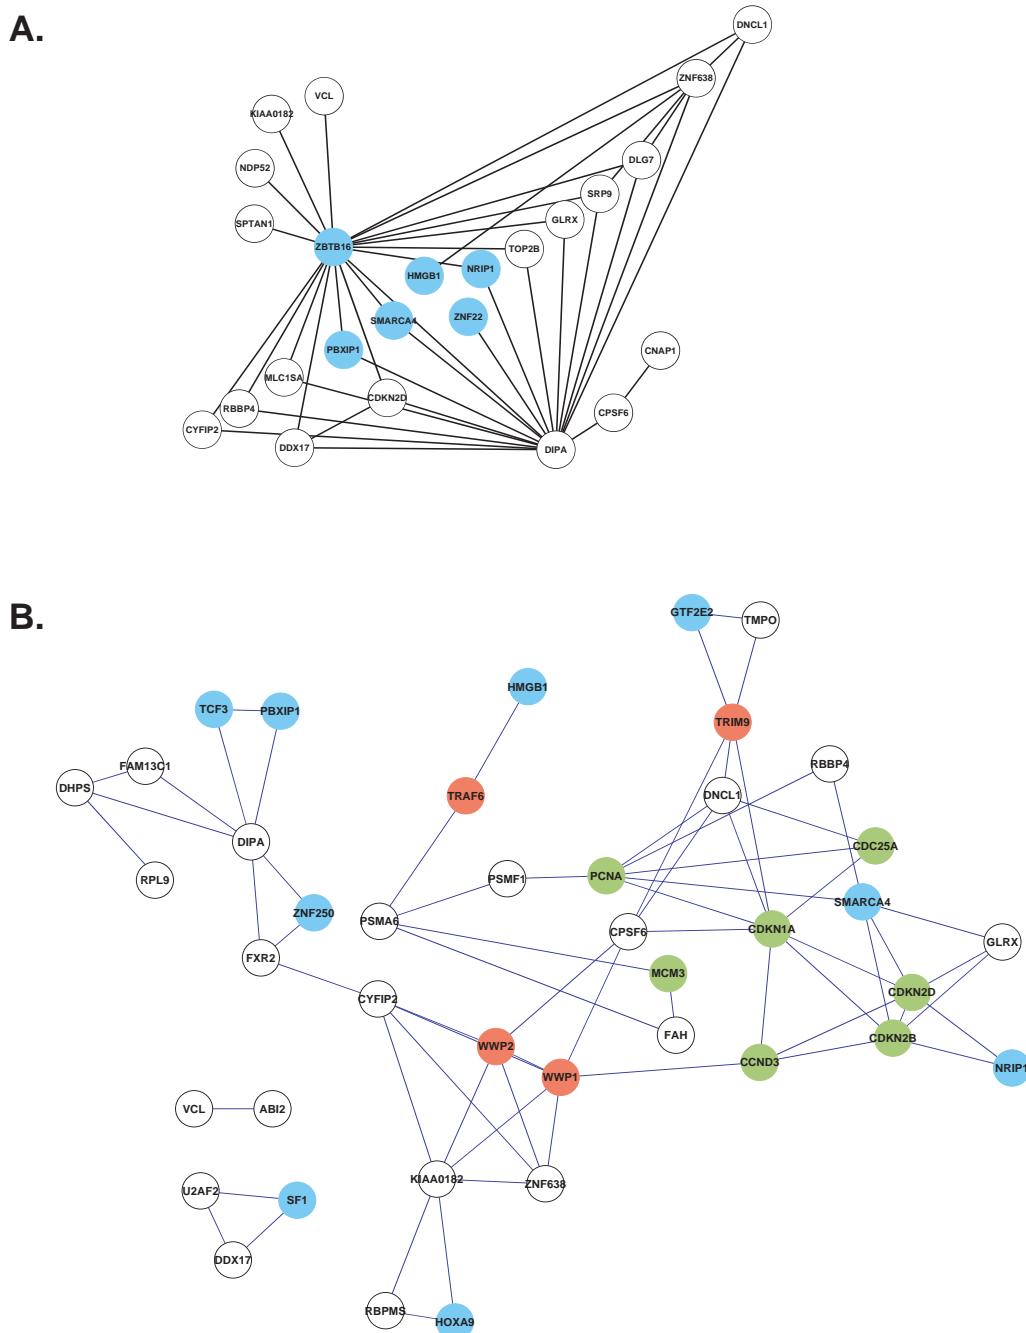 A.
DNCL1
ZNF638
VCL
KIAA0182
NDP52
DLG7
SRP9
SPTAN1
GLRX
ZBTB16
TOP2B
HMGB1
NRIP1
SMARCA4
ZNF22
PBXIP1
CNAP1
MLC1SA
CDKN2D
RBBP4
CPSF6
CYFIP2
DDX17
DIPA
B.
GTF2E2
TMPO
HMGB1
TCF3
PBXIP1
TRIM9
FAM13C1
RBBP4
DHPS
TRAF6
DNCL1
DIPA
CDC25A
RPL9
PSMF1
PCNA
ZNF250
PSMA6
SMARCA4
CPSF6
CDKN1A
GLRX
FXR2
MCM3
CYFIP2
CDKN2D
FAH
WWP2
CDKN2B
WWP1
CCND3
NRIP1
VCL
ABI2
KIAA0182
ZNF638
U2AF2
SF1
DDX17
RBPMS
HOXA9